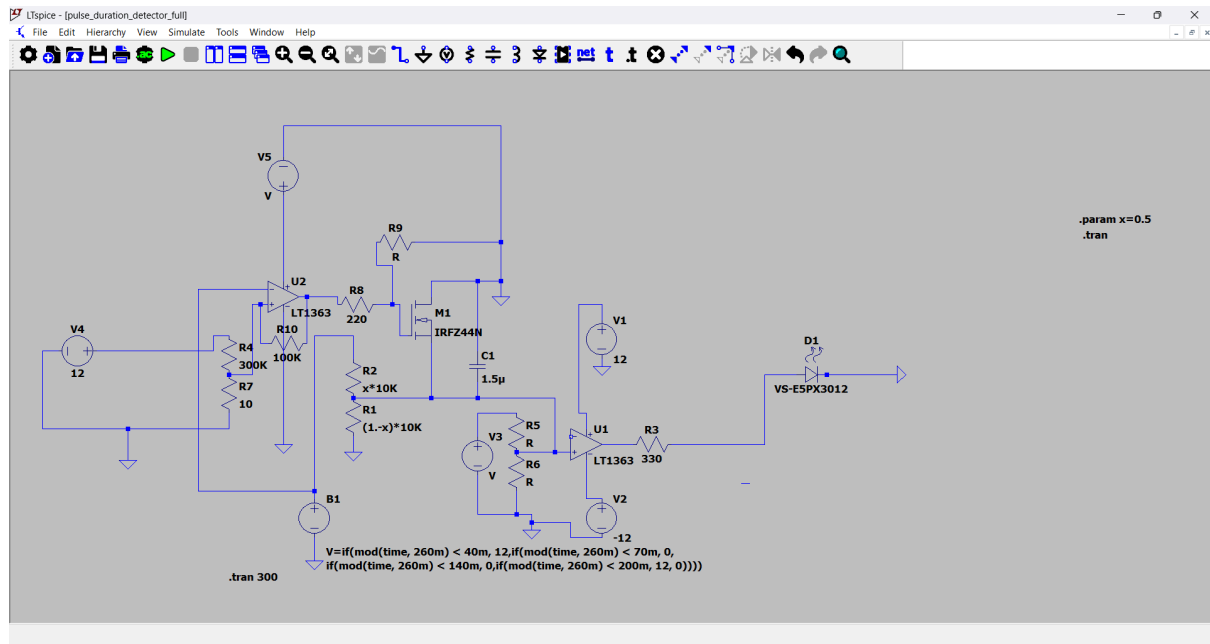 LTspice - [pulse_duration_detector_full]
File Edit Hierarchy View Simulate Tools Window Help
net t .t
V5
V
R9
R
.param x=0.5
.tran
U2
LT1363
R8
220
M1
IRFZ44N
R10
100K
V4
12
R4
300K
R7
10
C1
1.5µ
V1
12
D1
VS-E5PX3012
R2
x*10K
R1
(1.-x)*10K
R5
R
V3
V
R6
R
U1
LT1363
R3
330
B1
V2
-12
V=if(mod(time, 260m) < 40m, 12,if(mod(time, 260m) < 70m, 0,
if(mod(time, 260m) < 140m, 0,if(mod(time, 260m) < 200m, 12, 0))))
.tran 300